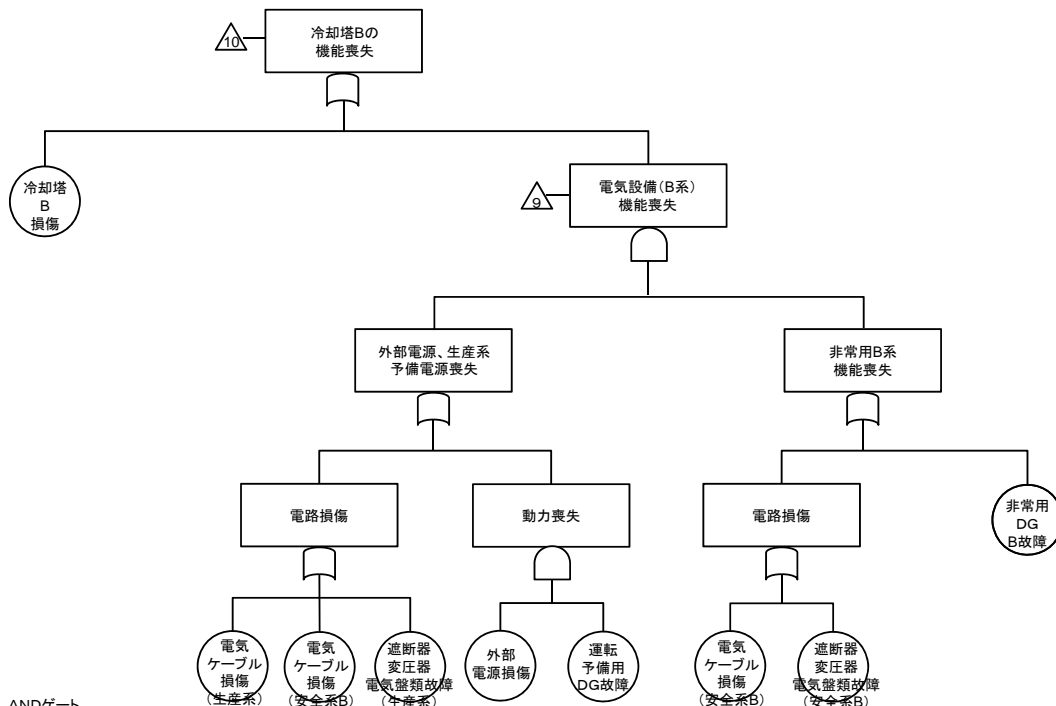 冷却塔Bの
機能喪失
10
冷却塔
B
損傷
電気設備(B系)
機能喪失
9
外部電源、生産系
予備電源喪失
非常用B系
機能喪失
電路損傷
動力喪失
電路損傷
非常用
DG
B故障
電気
ケーブル
損傷
(生産系)
電気
ケーブル
損傷
(安全系B)
遮断器
変圧器
電気盤類故障
(生産系)
外部
電源損傷
運転
予備用
DG故障
電気
ケーブル
損傷
(安全系B)
遮断器
変圧器
電気盤類故障
(安全系B)
ANDゲート